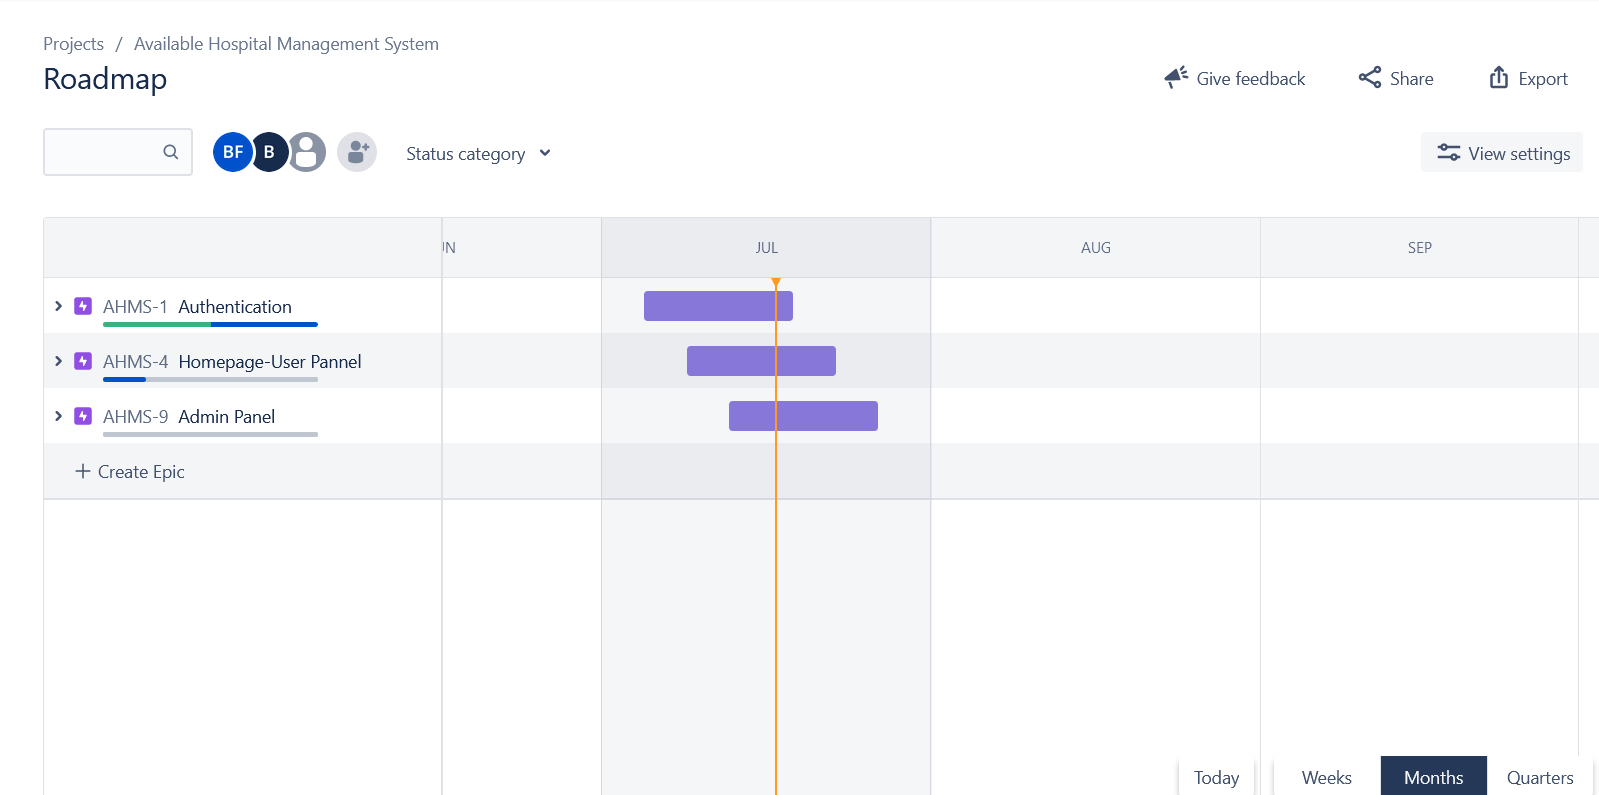 Projects / Available Hospital Management System
Roadmap
Give feedback
Share
Export
BF
B
Status category
View settings
JUL
AUG
SEP
AHMS-1 Authentication
AHMS-4 Homepage-User Pannel
AHMS-9 Admin Panel
+ Create Epic
Today
Weeks
Months
Quarters